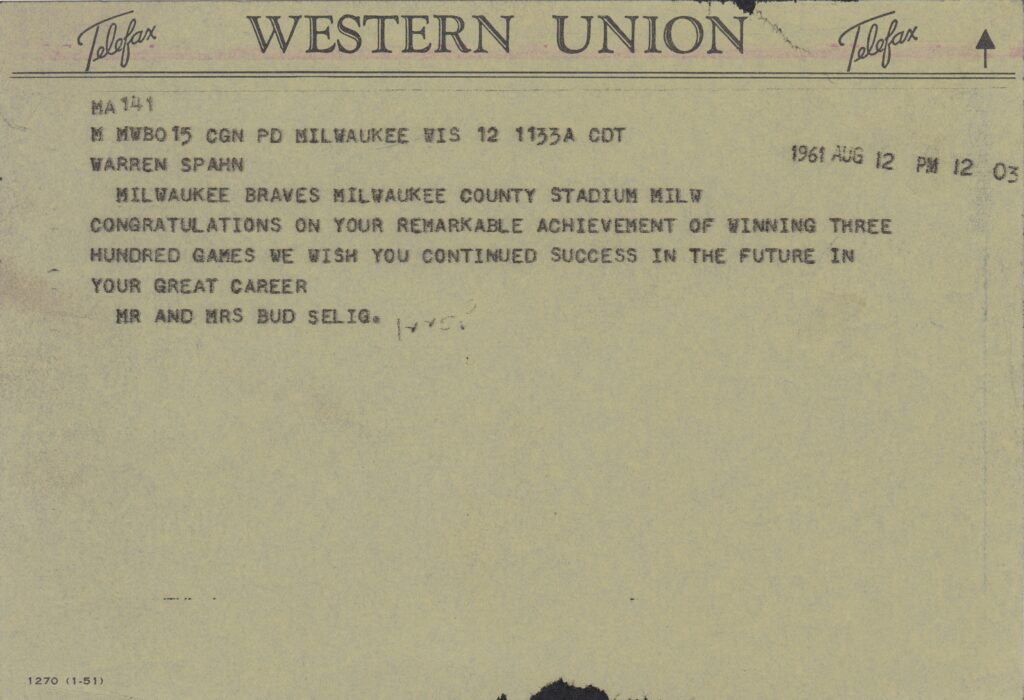 Telefax WESTERN UNION Telefax
MA 141
M MWB015 CGN PD MILWAUKEE WIS 12 1133A CDT
1961 AUG 12 PM 12 03
WARREN SPAHN
MILWAUKEE BRAVES MILWAUKEE COUNTY STADIUM MILW
CONGRATULATIONS ON YOUR REMARKABLE ACHIEVEMENT OF WINNING THREE
HUNDRED GAMES WE WISH YOU CONTINUED SUCCESS IN THE FUTURE IN
YOUR GREAT CAREER
MR AND MRS BUD SELIG.
1270 (1-51)